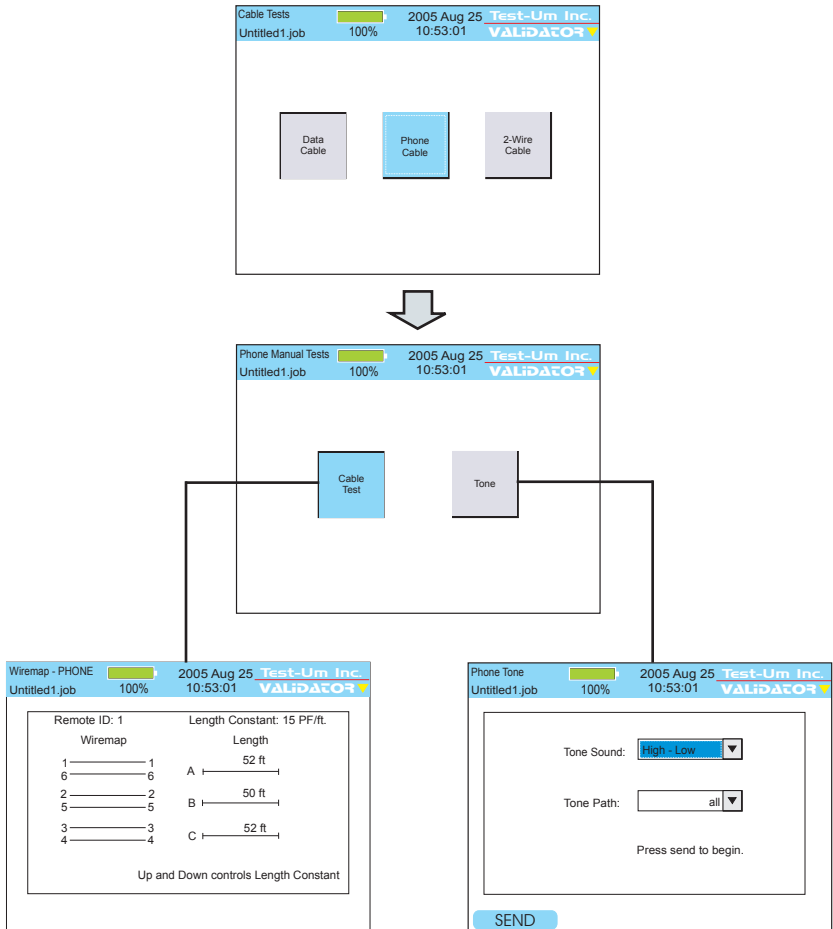 Cable Tests 2005 Aug 25 Test-Um Inc.
Untitled1.job 100% 10:53:01 VALiDATOR
Data
Cable
Phone
Cable
2-Wire
Cable
Phone Manual Tests 2005 Aug 25 Test-Um Inc.
Untitled1.job 100% 10:53:01 VALiDATOR
Cable
Test
Tone
Wiremap - PHONE 2005 Aug 25 Test-Um Inc.
Untitled1.job 100% 10:53:01 VALiDATOR
Remote ID: 1 Length Constant: 15 PF/ft.
Wiremap Length
1 1
6 6
A 52 ft
2 2
5 5
B 50 ft
3 3
4 4
C 52 ft
Up and Down controls Length Constant
Phone Tone 2005 Aug 25 Test-Um Inc.
Untitled1.job 100% 10:53:01 VALiDATOR
Tone Sound: High - Low
Tone Path: all
Press send to begin.
SEND